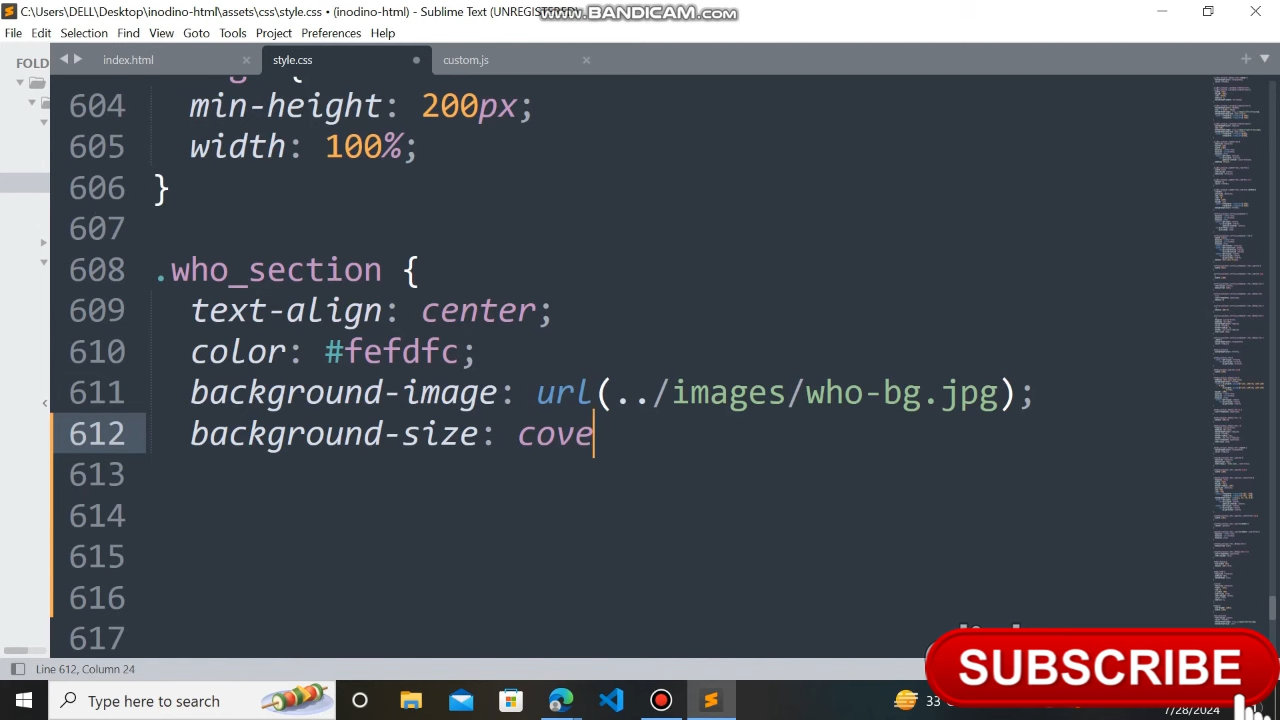 C:\Users\DELL\Desktop\inodino-html\assets\css\style.css • (inodino-html) - Sublime Text (UNREGISTERED)
www.BANDICAM.com
File Edit Selection Find View Goto Tools Project Preferences Help
FOLD
index.html style.css custom.js
604 min-height: 200px;
605 width: 100%;
606 }
607
608 .who_section {
609 text-align: center;
610 color: #fefdfc;
611 background-image: url(../images/who-bg.jpg);
612 background-size: cove
613
614
615
616
617
SUBSCRIBE
Line 612, Column 24
Type here to search
33
7/28/2024